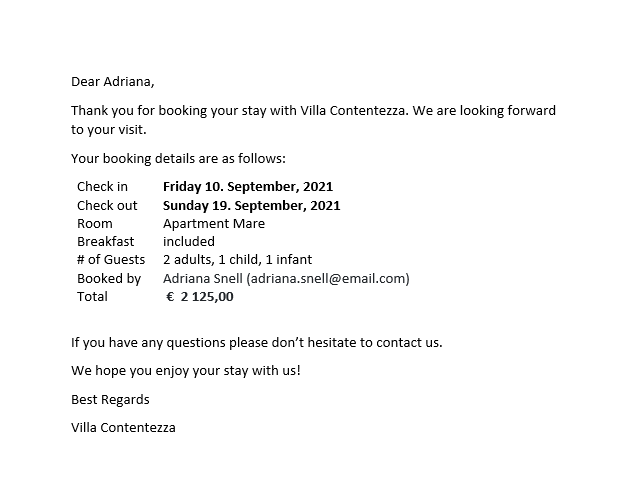 Dear Adriana,
Thank you for booking your stay with Villa Contentezza. We are looking forward
to your visit.
Your booking details are as follows:
Check in Friday 10. September, 2021
Check out Sunday 19. September, 2021
Room Apartment Mare
Breakfast included
# of Guests 2 adults, 1 child, 1 infant
Booked by Adriana Snell (adriana.snell@email.com)
Total € 2 125,00
If you have any questions please don’t hesitate to contact us.
We hope you enjoy your stay with us!
Best Regards
Villa Contentezza